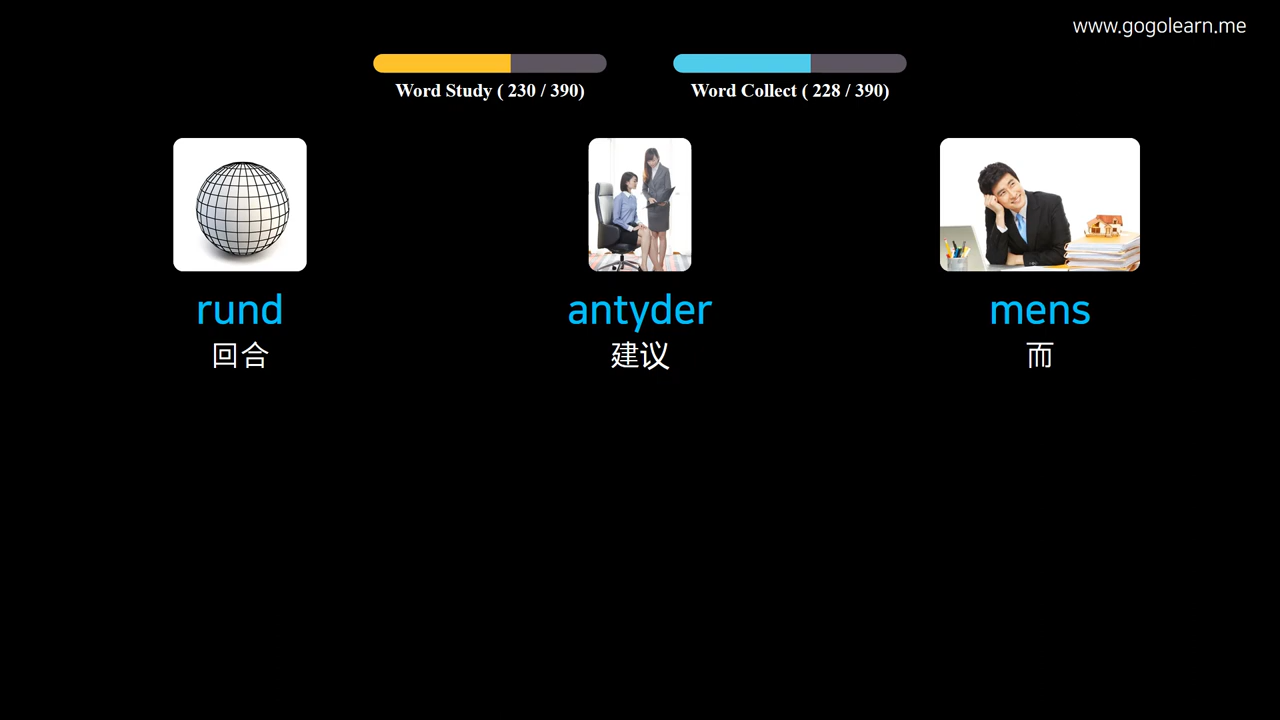 www.gogolearn.me
Word Study ( 230 / 390)
Word Collect ( 228 / 390)
rund
antyder
mens
回合
建议
而